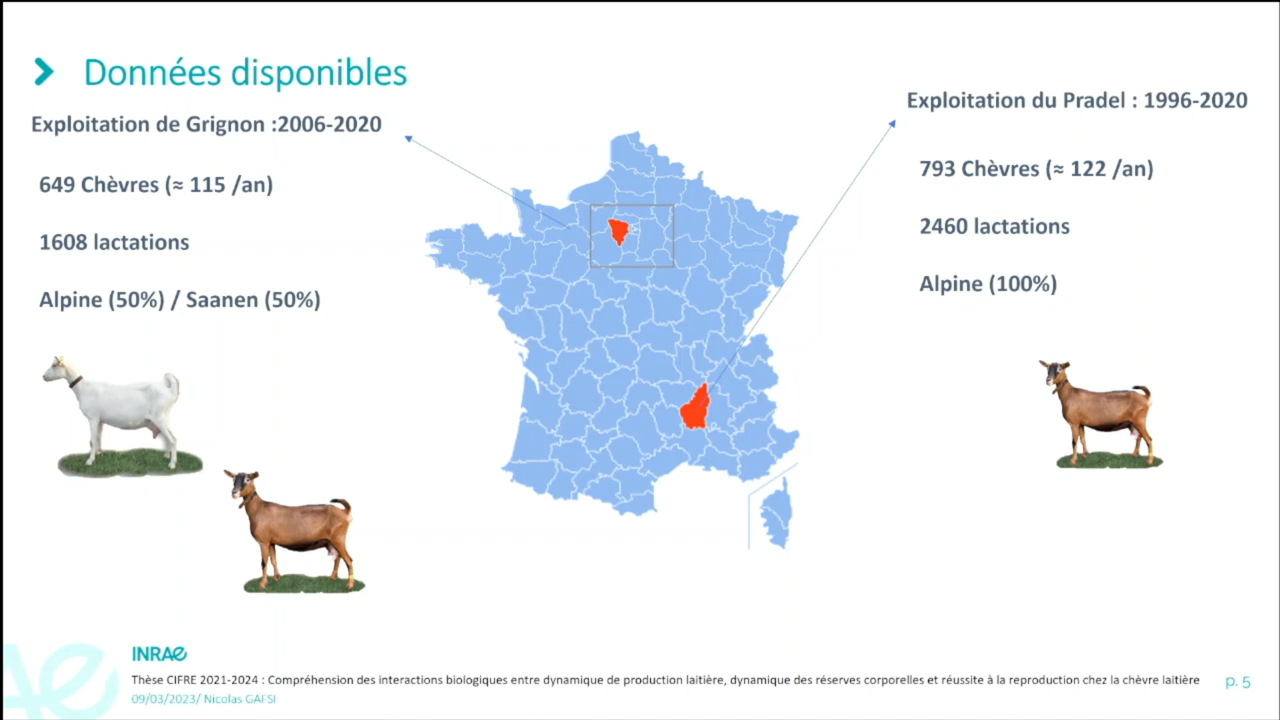 Données disponibles
Exploitation de Grignon :2006-2020
649 Chèvres (≈ 115 /an)
1608 lactations
Alpine (50%) / Saanen (50%)
Exploitation du Pradel : 1996-2020
793 Chèvres (≈ 122 /an)
2460 lactations
Alpine (100%)
INRAE
Thèse CIFRE 2021-2024 : Compréhension des interactions biologiques entre dynamique de production laitière, dynamique des réserves corporelles et réussite à la reproduction chez la chèvre laitière
09/03/2023/ Nicolas GAFSI
p. 5